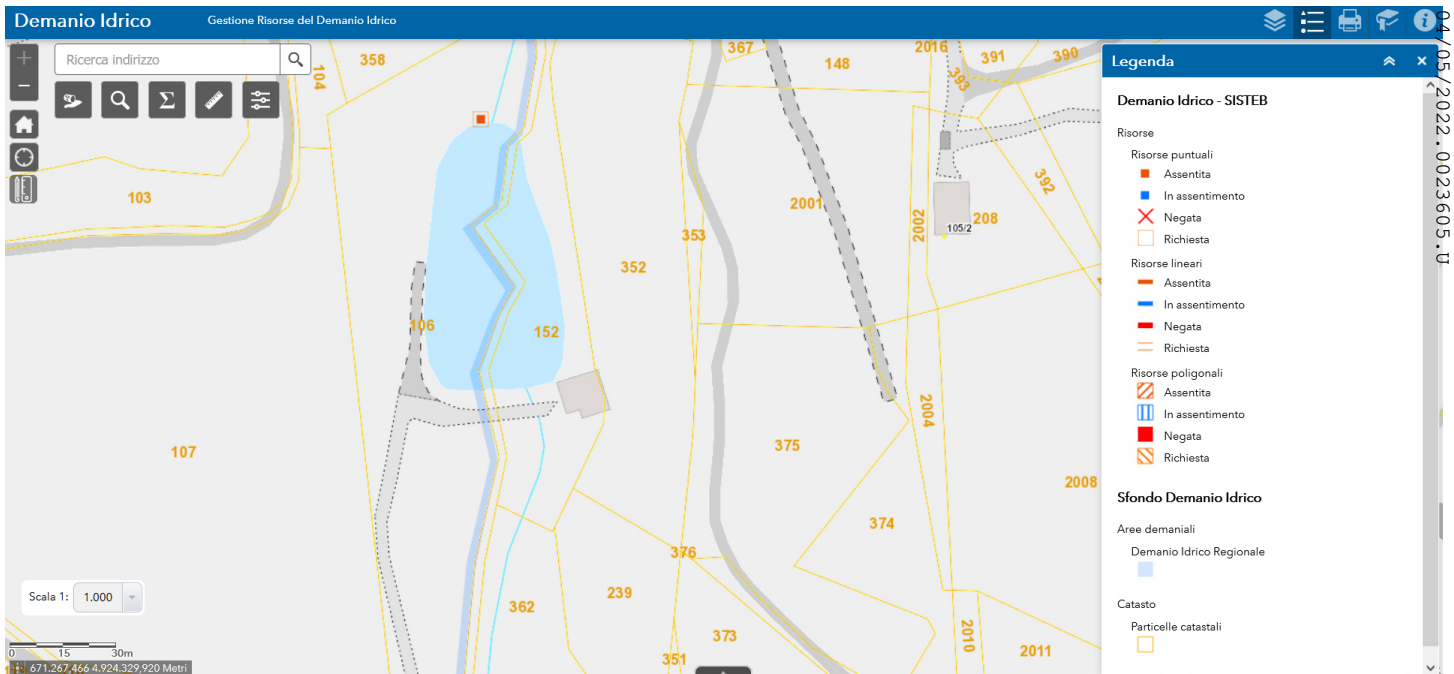 Demanio Idrico
Gestione Risorse del Demanio Idrico
04/05/2022.0023605.U
Ricerca indirizzo
Legenda
Demanio Idrico - SISTEB
Risorse
Risorse puntuali
Assentita
In assentimento
Negata
Richiesta
Risorse lineari
Assentita
In assentimento
Negata
Richiesta
Risorse poligonali
Assentita
In assentimento
Negata
Richiesta
Sfondo Demanio Idrico
Aree demaniali
Demanio Idrico Regionale
Catasto
Particelle catastali
358
104
367
148
2016
391
390
393
103
392
2001
2002
208
105/2
353
352
106
152
107
2004
375
2008
374
376
239
362
373
351
2010
2011
Scala 1: 1.000
0 15 30m
671.267,466 4.924.329,920 Metri